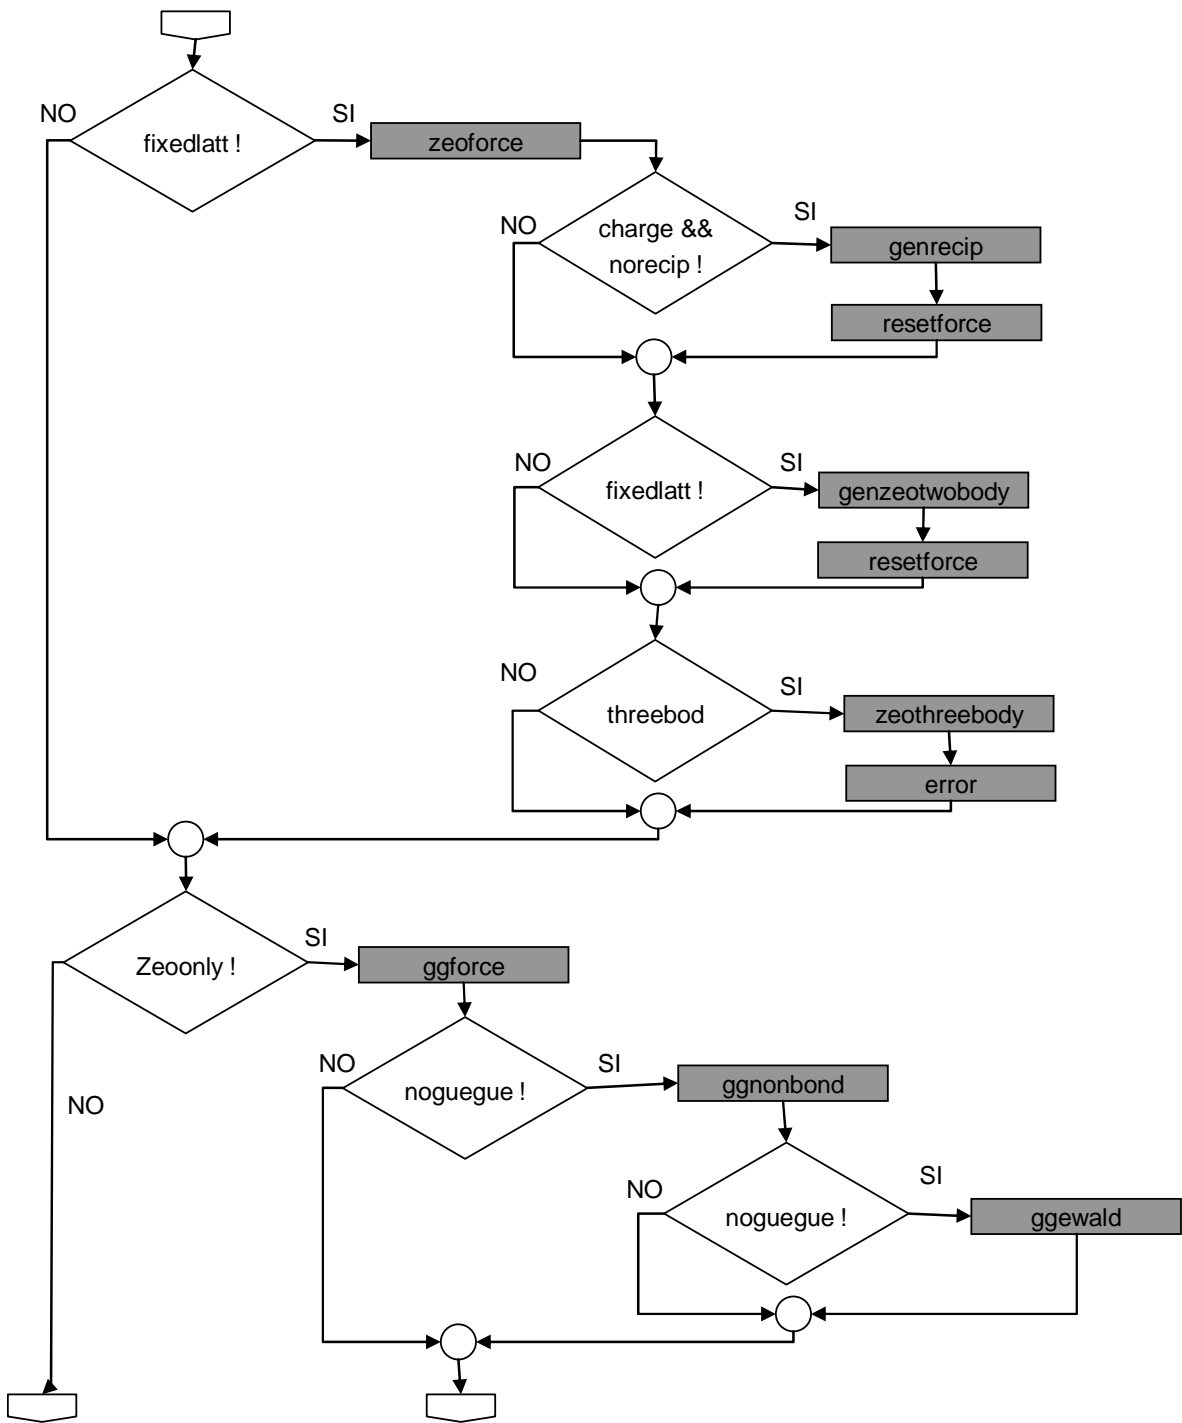 NO
SI
fixedlatt !
zeoforce
NO
SI
charge &&
norecip !
genrecip
resetforce
NO
SI
fixedlatt !
genzeotwobody
resetforce
NO
SI
threebod
zeothreebody
error
SI
Zeoonly !
ggforce
NO
NO
SI
noguegue !
ggnonbond
NO
SI
noguegue !
ggewald